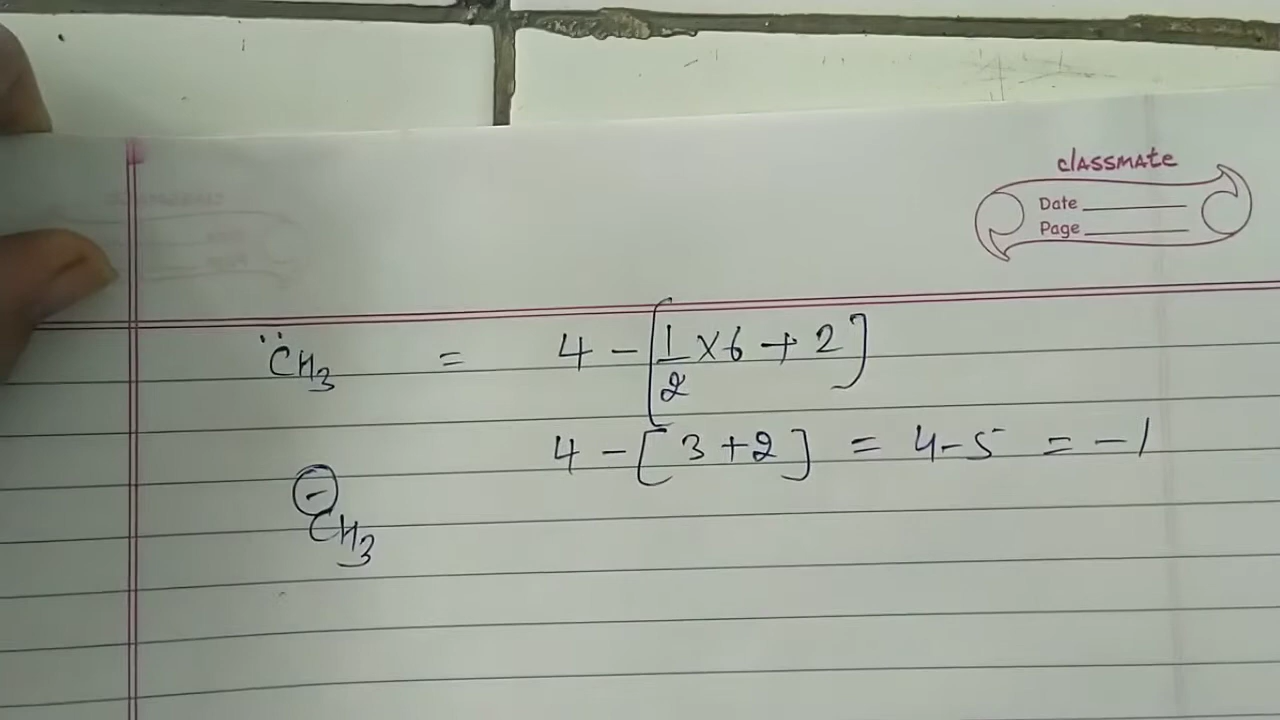 classmate
Date
Page
C̈H₃ = 4 - [1/2 × 6 + 2]
4 - [3 + 2] = 4 - 5 = -1
⊖
CH₃